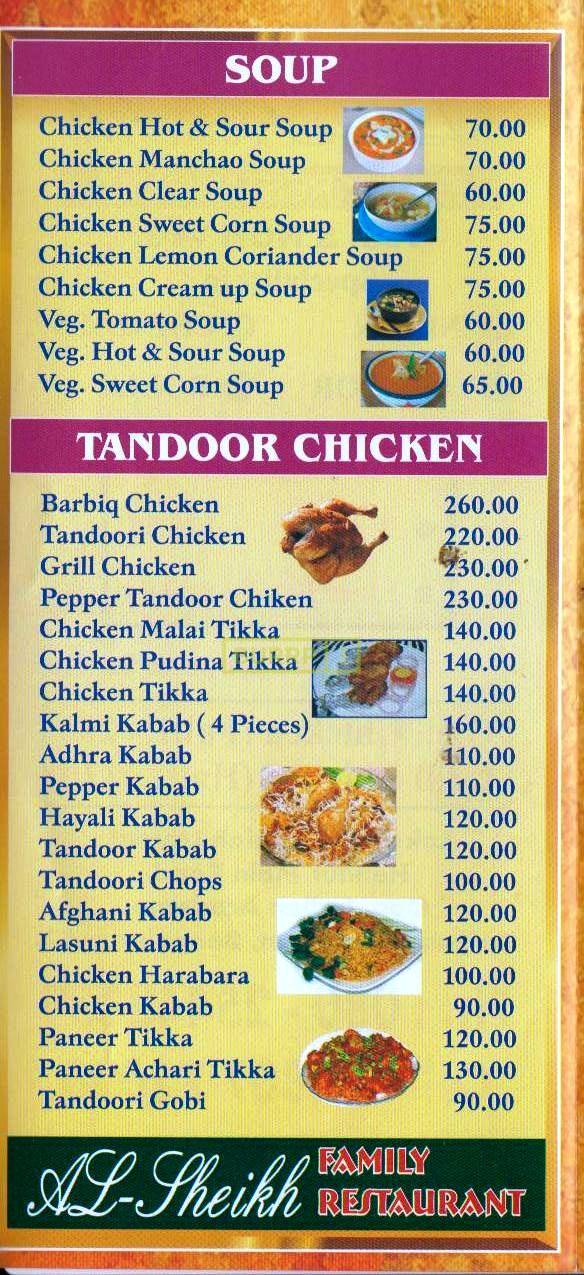 SOUP
Chicken Hot & Sour Soup 70.00
Chicken Manchao Soup 70.00
Chicken Clear Soup 60.00
Chicken Sweet Corn Soup 75.00
Chicken Lemon Coriander Soup 75.00
Chicken Cream up Soup 75.00
Veg. Tomato Soup 60.00
Veg. Hot & Sour Soup 60.00
Veg. Sweet Corn Soup 65.00
TANDOOR CHICKEN
Barbiq Chicken 260.00
Tandoori Chicken 220.00
Grill Chicken 230.00
Pepper Tandoor Chiken 230.00
Chicken Malai Tikka 140.00
Chicken Pudina Tikka 140.00
Chicken Tikka 140.00
Kalmi Kabab ( 4 Pieces) 160.00
Adhra Kabab 110.00
Pepper Kabab 110.00
Hayali Kabab 120.00
Tandoor Kabab 120.00
Tandoori Chops 100.00
Afghani Kabab 120.00
Lasuni Kabab 120.00
Chicken Harabara 100.00
Chicken Kabab 90.00
Paneer Tikka 120.00
Paneer Achari Tikka 130.00
Tandoori Gobi 90.00
AL-Sheikh FAMILY RESTAURANT